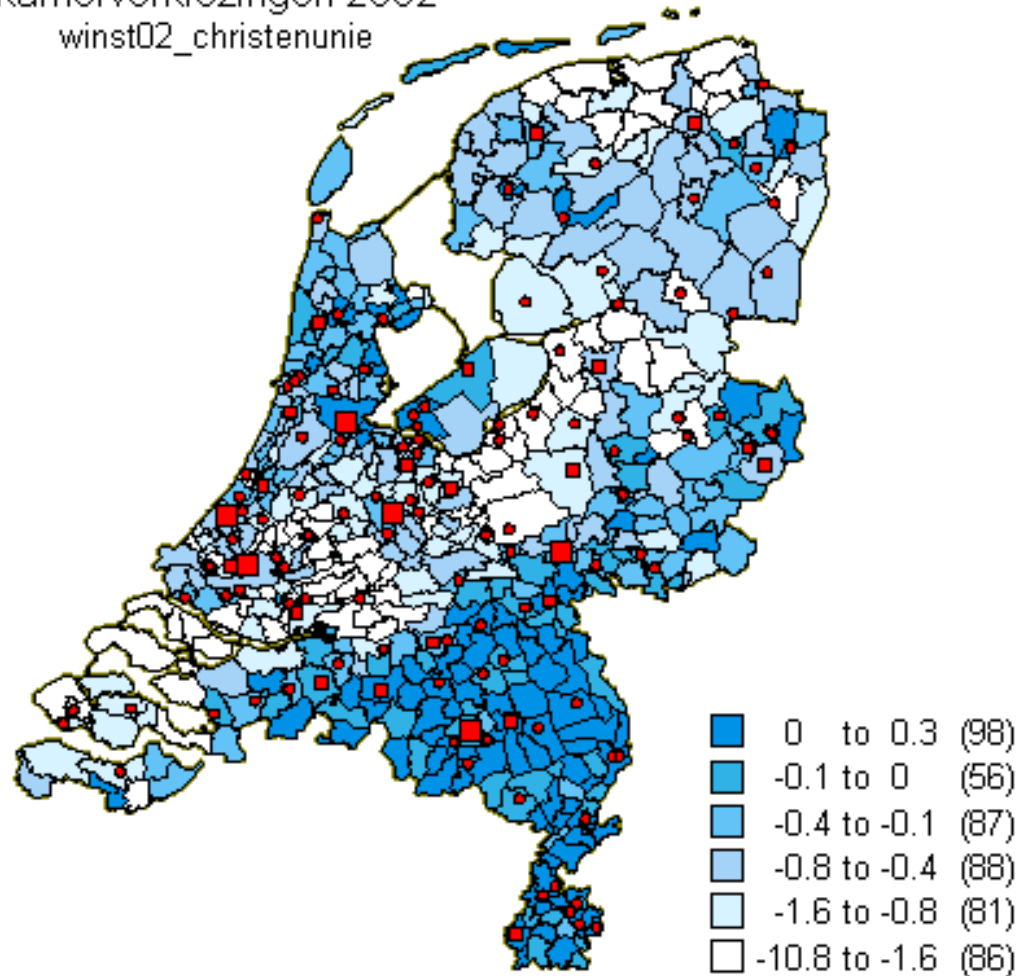 winst02_christenunie
0 to 0.3 (98)
-0.1 to 0 (56)
-0.4 to -0.1 (87)
-0.8 to -0.4 (88)
-1.6 to -0.8 (81)
-10.8 to -1.6 (86)